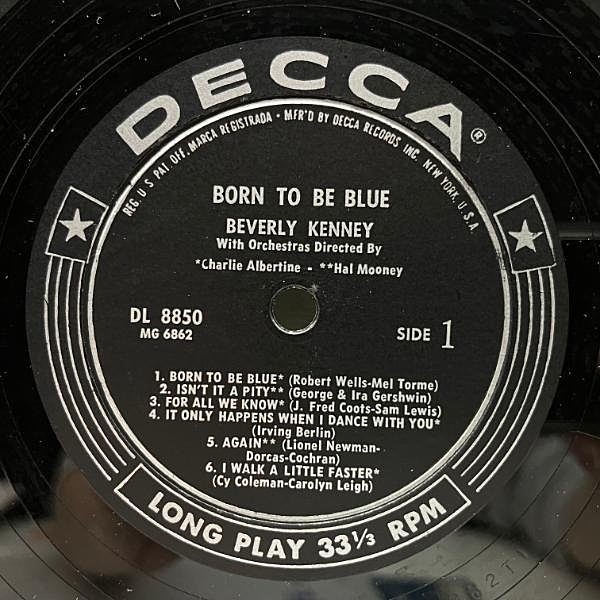 DECCA®
REG. U S PAT. OFF. MARCA REGISTRADA • MFR'D BY DECCA RECORDS INC. NEW YORK, U.S.A.
BORN TO BE BLUE
BEVERLY KENNEY
With Orchestras Directed By
*Charlie Albertine - **Hal Mooney
DL 8850
MG 6862
SIDE 1
1. BORN TO BE BLUE* (Robert Wells-Mel Torme)
2. ISN'T IT A PITY** (George & Ira Gershwin)
3. FOR ALL WE KNOW* (J. Fred Coots-Sam Lewis)
4. IT ONLY HAPPENS WHEN I DANCE WITH YOU*
(Irving Berlin)
5. AGAIN** (Lionel Newman-
Dorcas-Cochran)
6. I WALK A LITTLE FASTER*
(Cy Coleman-Carolyn Leigh)
LONG PLAY 33⅓ RPM